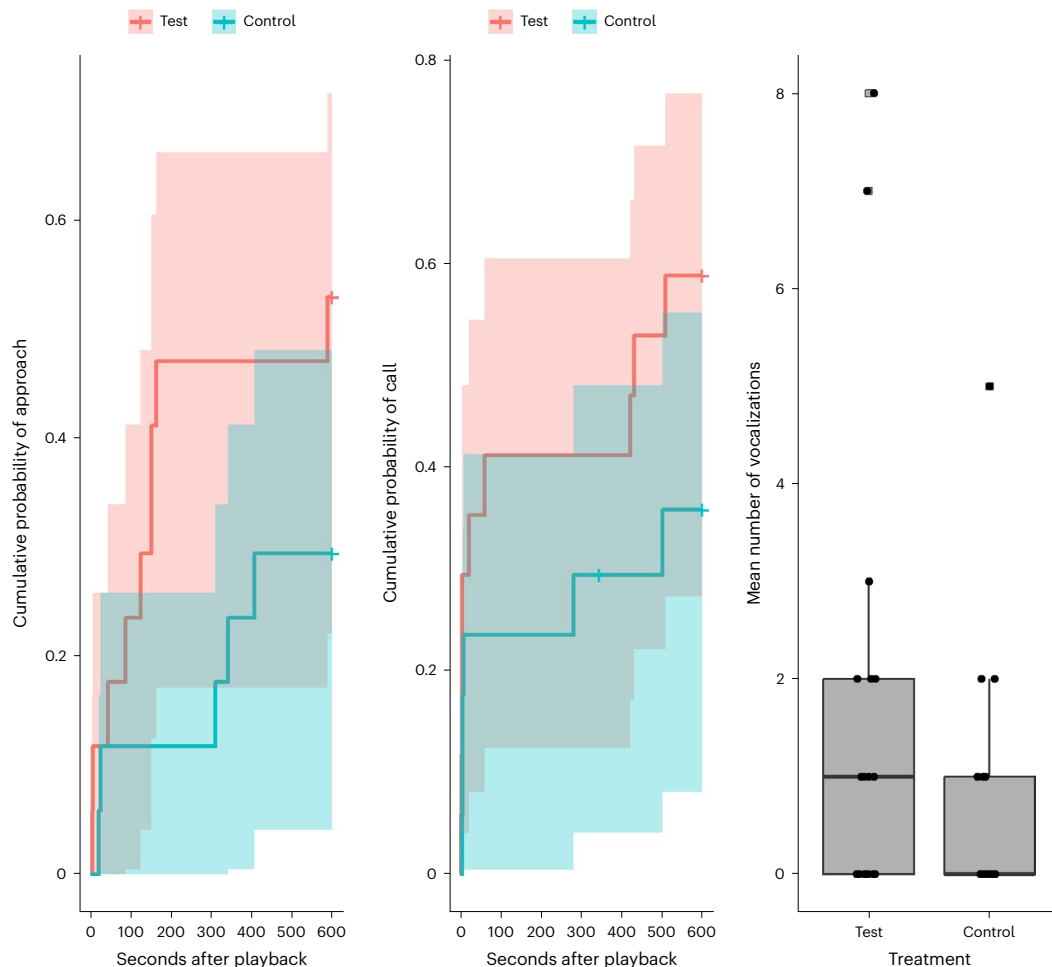 Test Control
Cumulative probability of approach
0.6
0.4
0.2
0
0 100 200 300 400 500 600
Seconds after playback
Test Control
Cumulative probability of call
0.8
0.6
0.4
0.2
0
0 100 200 300 400 500 600
Seconds after playback
Mean number of vocalizations
8
6
4
2
0
Test Control
Treatment